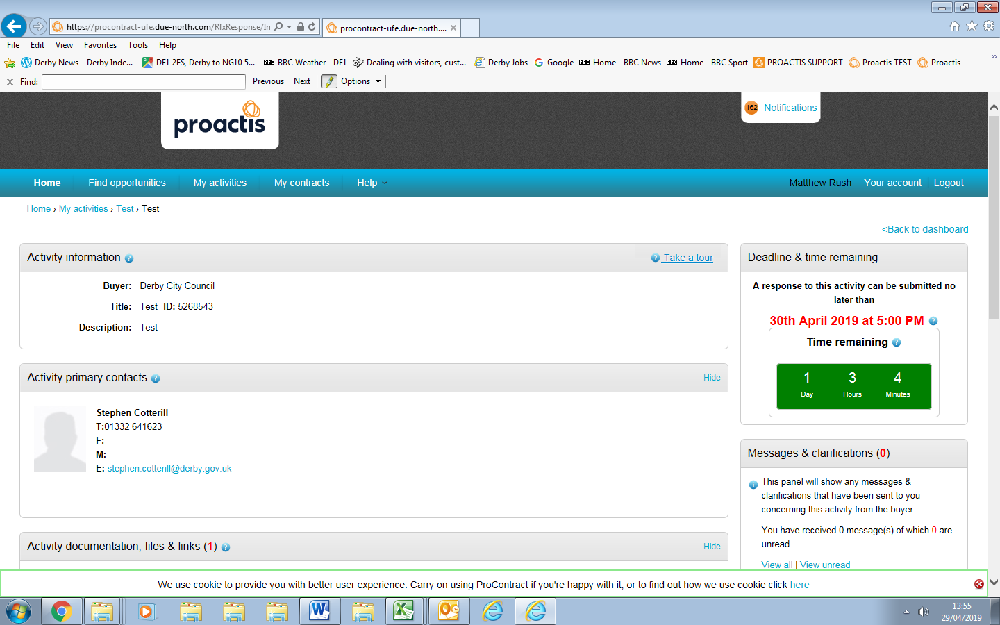 https://procontract-ufe.due-north.com/RfxResponse/In
procontract-ufe.due-north....
File Edit View Favorites Tools Help
Derby News – Derby Inde... DE1 2FS, Derby to NG10 5... BBC Weather - DE1 Dealing with visitors, cust... Derby Jobs Google Home - BBC News Home - BBC Sport PROACTIS SUPPORT Proactis TEST Proactis
x Find: Previous Next Options
proactis
162 Notifications
Home Find opportunities My activities My contracts Help Matthew Rush Your account Logout
Home › My activities › Test › Test
<Back to dashboard
Activity information ? ? Take a tour
Buyer: Derby City Council
Title: Test ID: 5268543
Description: Test
Activity primary contacts ? Hide
Stephen Cotterill
T:01332 641623
F:
M:
E: stephen.cotterill@derby.gov.uk
Activity documentation, files & links (1) ? Hide
Deadline & time remaining
A response to this activity can be submitted no
later than
30th April 2019 at 5:00 PM ?
Time remaining ?
1 3 4
Day Hours Minutes
Messages & clarifications (0)
This panel will show any messages &
clarifications that have been sent to you
concerning this activity from the buyer
You have received 0 message(s) of which 0 are
unread
View all | View unread
We use cookie to provide you with better user experience. Carry on using ProContract if you're happy with it, or to find out how we use cookie click here
13:55
29/04/2019